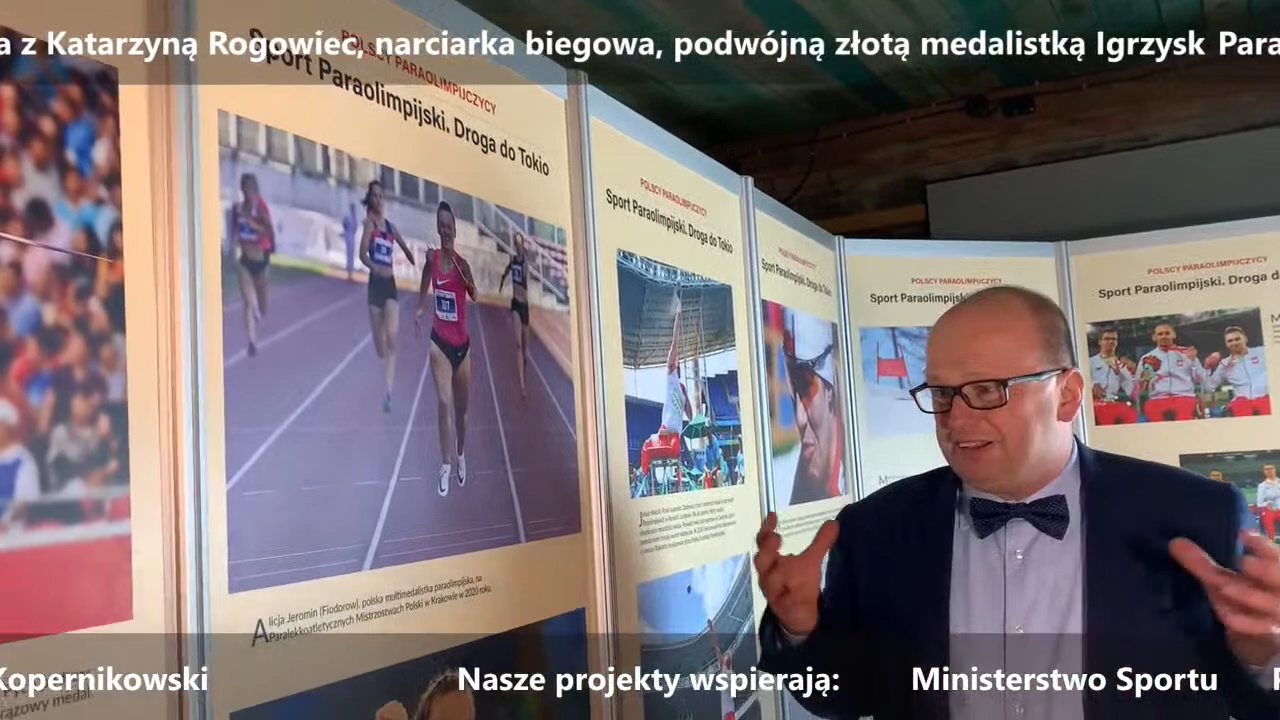 a z Katarzyną Rogowiec, narciarka biegowa, podwójną złotą medalistką Igrzysk Para
POLSCY PARAOLIMPIJCZYCY
Sport Paraolimpijski. Droga do Tokio
Alicja Jeromin (Fiodorow), polska multimedalistka paraolimpijska, na
Paralekkoatletycznych Mistrzostwach Polski w Krakowie w 2020 roku
POLSCY PARAOLIMPIJCZYCY
Sport Paraolimpijski. Droga do Tokio
POLSCY PARAOLIMPIJCZYCY
Sport Paraolimpijski. Droga do Tokio
POLSCY PARAOLIMPIJCZYCY
Sport Paraolimpijski
POLSCY PARAOLIMPIJCZYCY
Sport Paraolimpijski. Droga d
medal.
Kopernikowski
Nasze projekty wspierają:
Ministerstwo Sportu